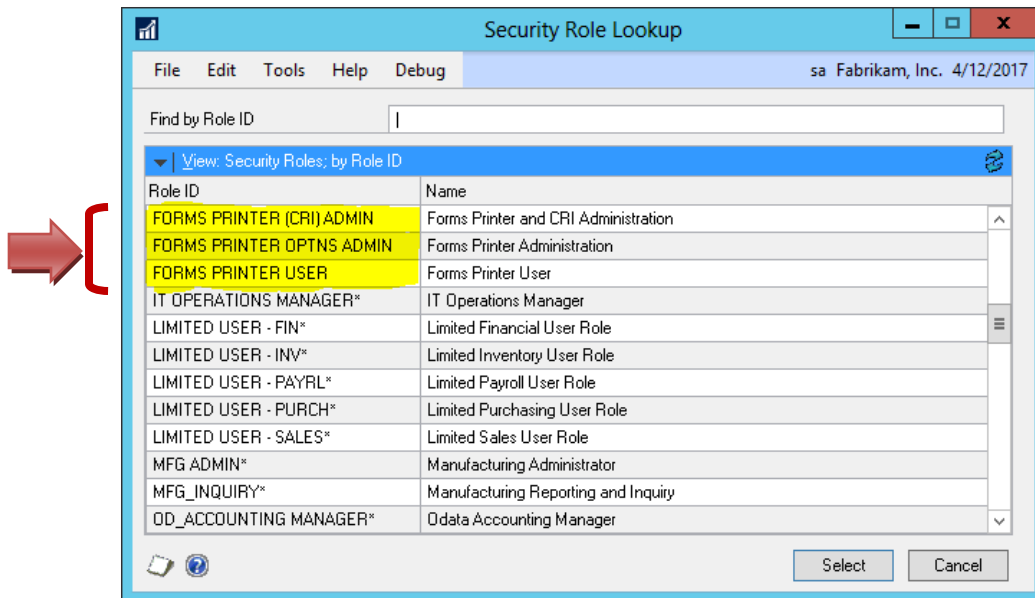 Security Role Lookup
File Edit Tools Help Debug sa Fabrikam, Inc. 4/12/2017
Find by Role ID
View: Security Roles; by Role ID
Role ID Name
FORMS PRINTER (CRI) ADMIN Forms Printer and CRI Administration
FORMS PRINTER OPTNS ADMIN Forms Printer Administration
FORMS PRINTER USER Forms Printer User
IT OPERATIONS MANAGER* IT Operations Manager
LIMITED USER - FIN* Limited Financial User Role
LIMITED USER - INV* Limited Inventory User Role
LIMITED USER - PAYRL* Limited Payroll User Role
LIMITED USER - PURCH* Limited Purchasing User Role
LIMITED USER - SALES* Limited Sales User Role
MFG ADMIN* Manufacturing Administrator
MFG_INQUIRY* Manufacturing Reporting and Inquiry
OD_ACCOUNTING MANAGER* Odata Accounting Manager
Select Cancel